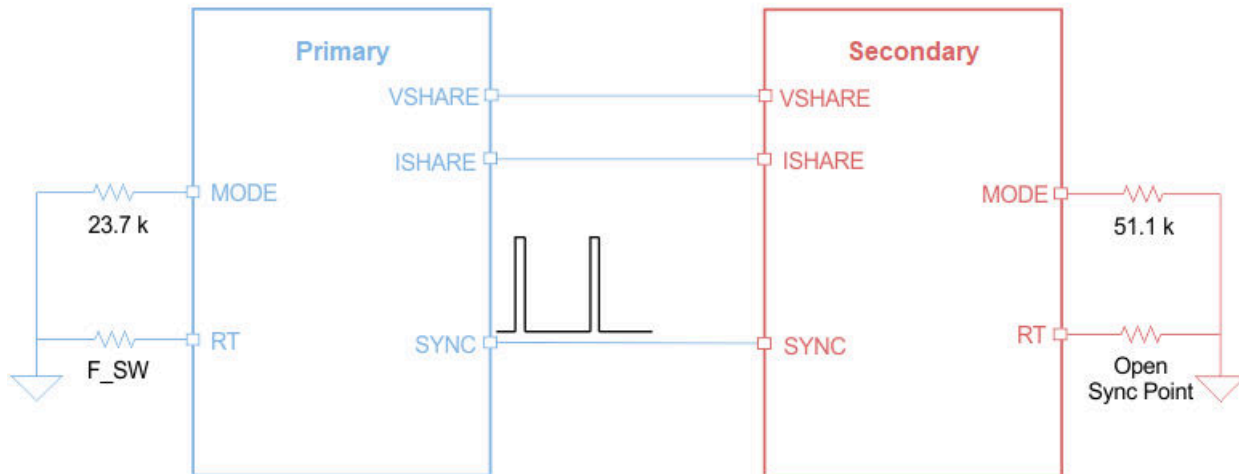 Primary
Secondary
VSHARE
VSHARE
ISHARE
ISHARE
MODE
MODE
23.7 k
51.1 k
RT
SYNC
SYNC
RT
F_SW
Open
Sync Point